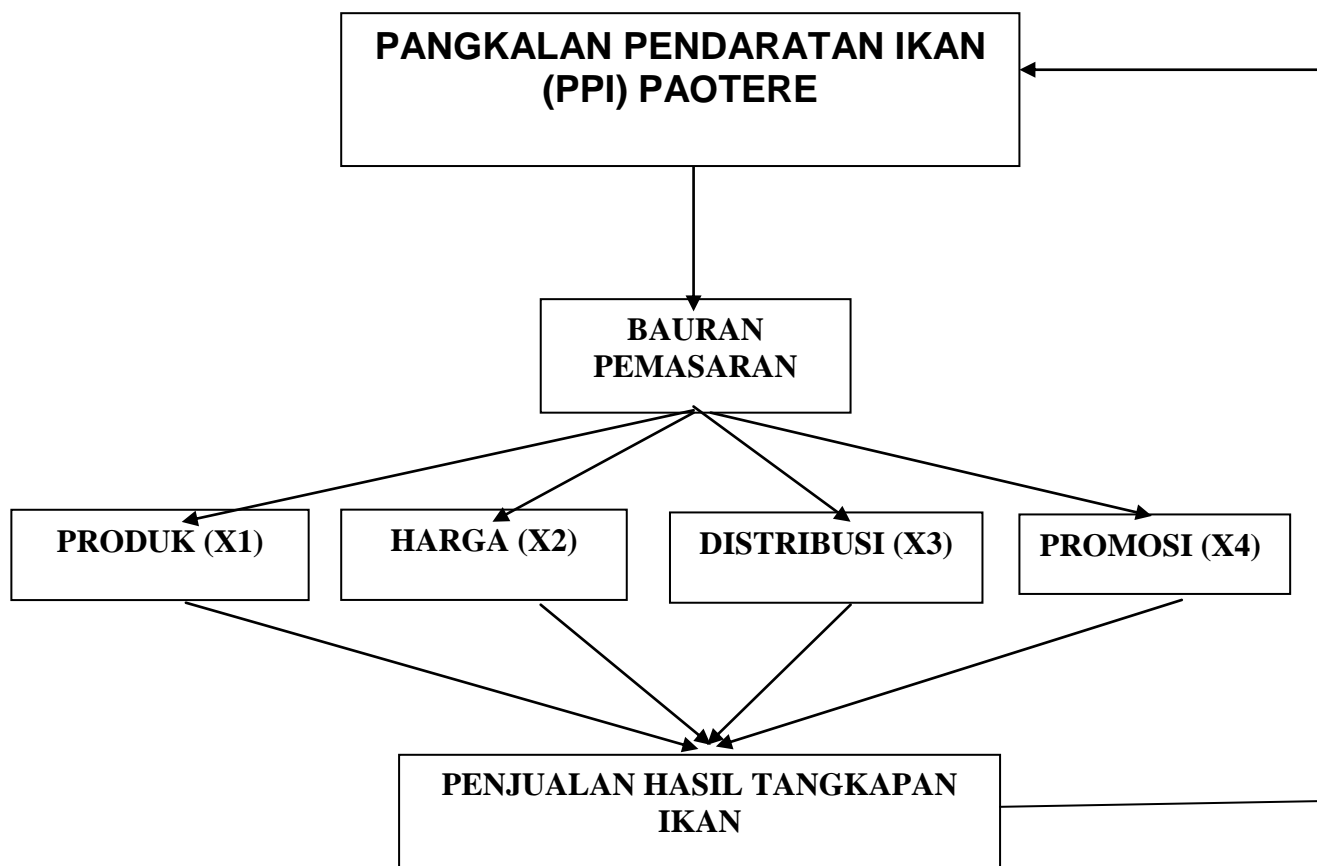 PANGKALAN PENDARATAN IKAN
(PPI) PAOTERE
BAURAN
PEMASARAN
PRODUK (X1)
HARGA (X2)
DISTRIBUSI (X3)
PROMOSI (X4)
PENJUALAN HASIL TANGKAPAN
IKAN